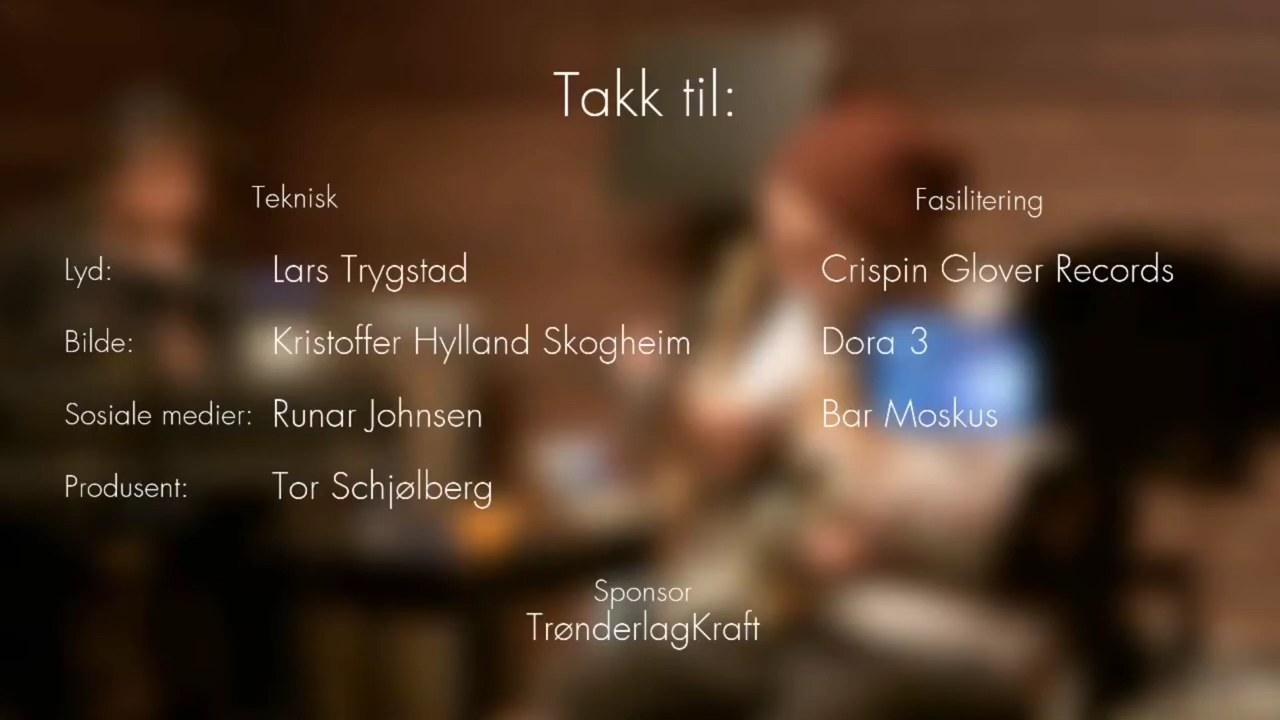 Takk til:
Teknisk
Lyd: Lars Trygstad
Bilde: Kristoffer Hylland Skogheim
Sosiale medier: Runar Johnsen
Produsent: Tor Schjølberg
Fasilitering
Crispin Glover Records
Dora 3
Bar Moskus
Sponsor
TrønderlagKraft